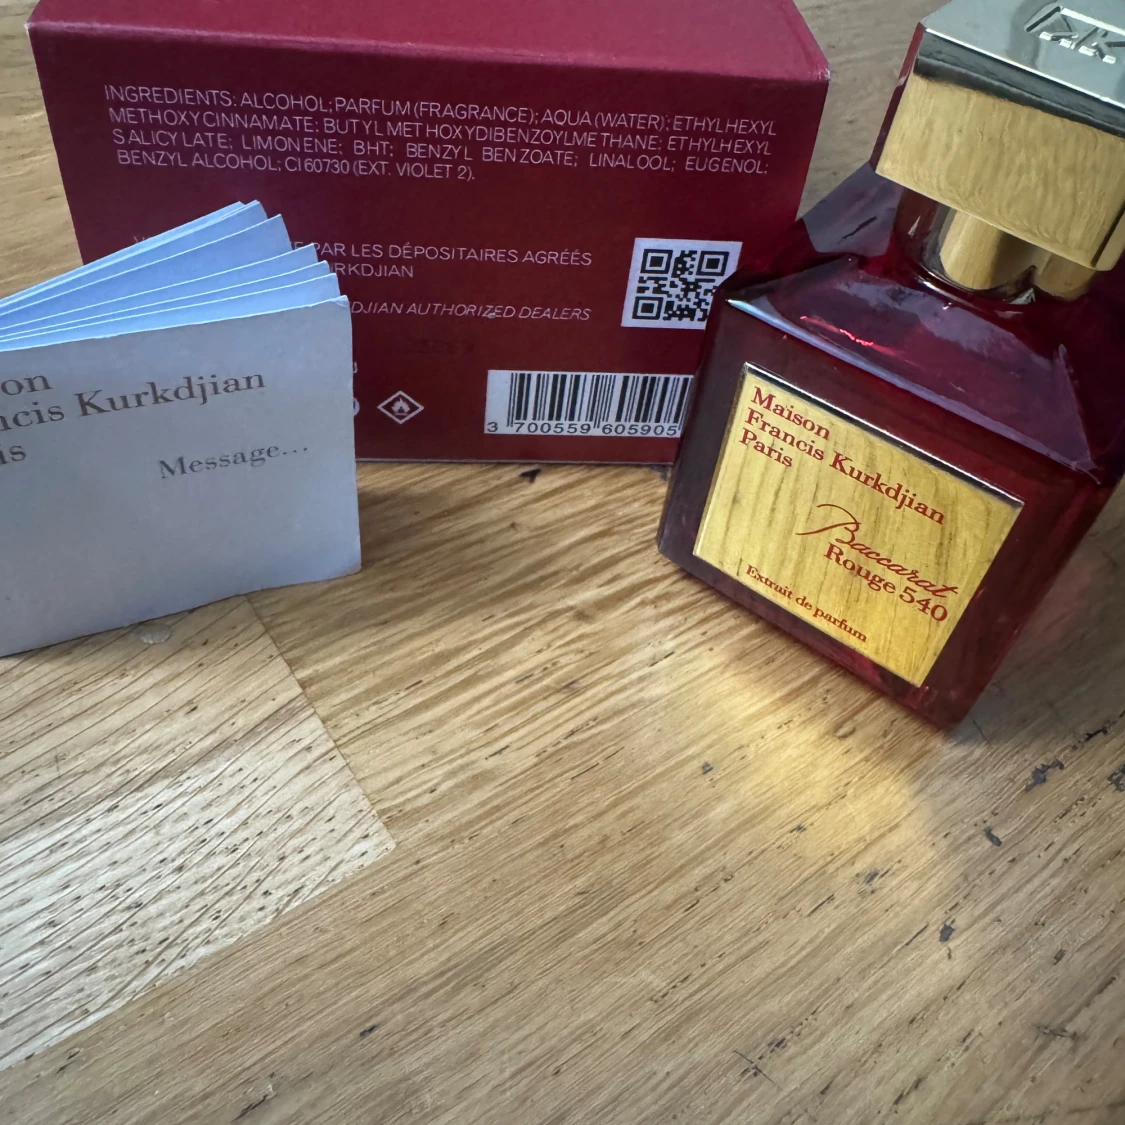 INGREDIENTS: ALCOHOL; PARFUM (FRAGRANCE); AQUA (WATER); ETHYLHEXYL
METHOXYCINNAMATE; BUTYL METHOXYDIBENZOYLMETHANE; ETHYLHEXYL
SALICYLATE; LIMONENE; BHT; BENZYL BENZOATE; LINALOOL; EUGENOL;
BENZYL ALCOHOL; CI 60730 (EXT. VIOLET 2).
PAR LES DÉPOSITAIRES AGRÉÉS
RKDJIAN
DJIAN AUTHORIZED DEALERS
3 700559 605905
on
ncis Kurkdjian
is
Message...
Maison
Francis Kurkdjian
Paris
Baccarat
Rouge 540
Extrait de parfum